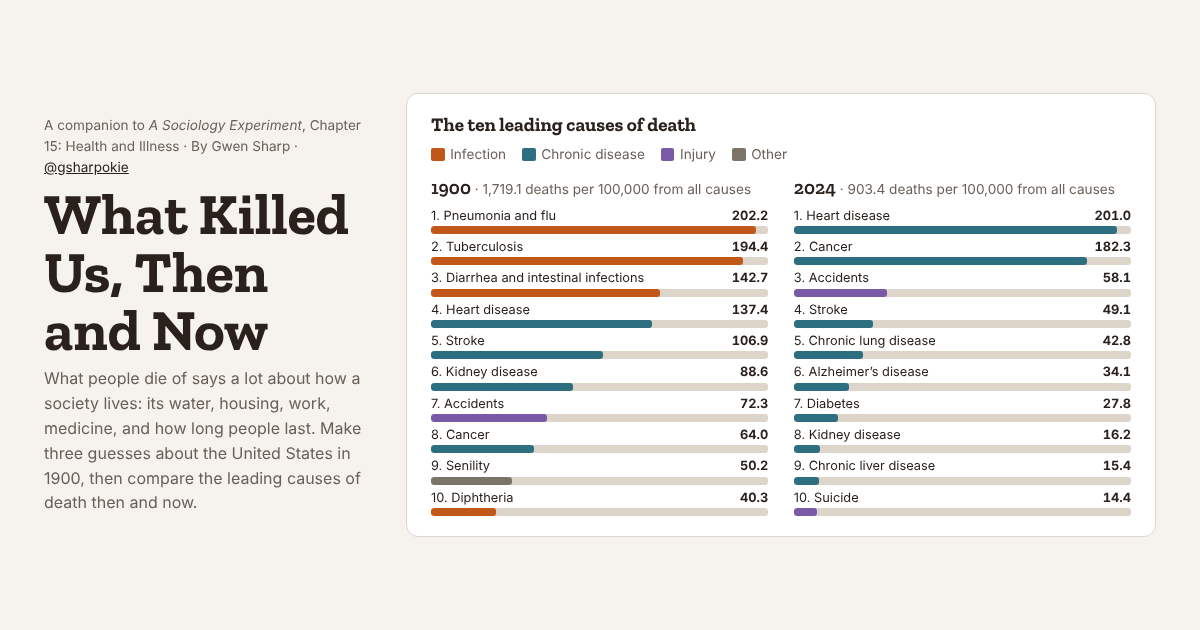 A companion to A Sociology Experiment, Chapter
15: Health and Illness · By Gwen Sharp ·
@gsharpokie
What Killed
Us, Then
and Now
What people die of says a lot about how a
society lives: its water, housing, work,
medicine, and how long people last. Make
three guesses about the United States in
1900, then compare the leading causes of
death then and now.
The ten leading causes of death
Infection Chronic disease Injury Other
1900 · 1,719.1 deaths per 100,000 from all causes
1. Pneumonia and flu 202.2
2. Tuberculosis 194.4
3. Diarrhea and intestinal infections 142.7
4. Heart disease 137.4
5. Stroke 106.9
6. Kidney disease 88.6
7. Accidents 72.3
8. Cancer 64.0
9. Senility 50.2
10. Diphtheria 40.3
2024 · 903.4 deaths per 100,000 from all causes
1. Heart disease 201.0
2. Cancer 182.3
3. Accidents 58.1
4. Stroke 49.1
5. Chronic lung disease 42.8
6. Alzheimer’s disease 34.1
7. Diabetes 27.8
8. Kidney disease 16.2
9. Chronic liver disease 15.4
10. Suicide 14.4